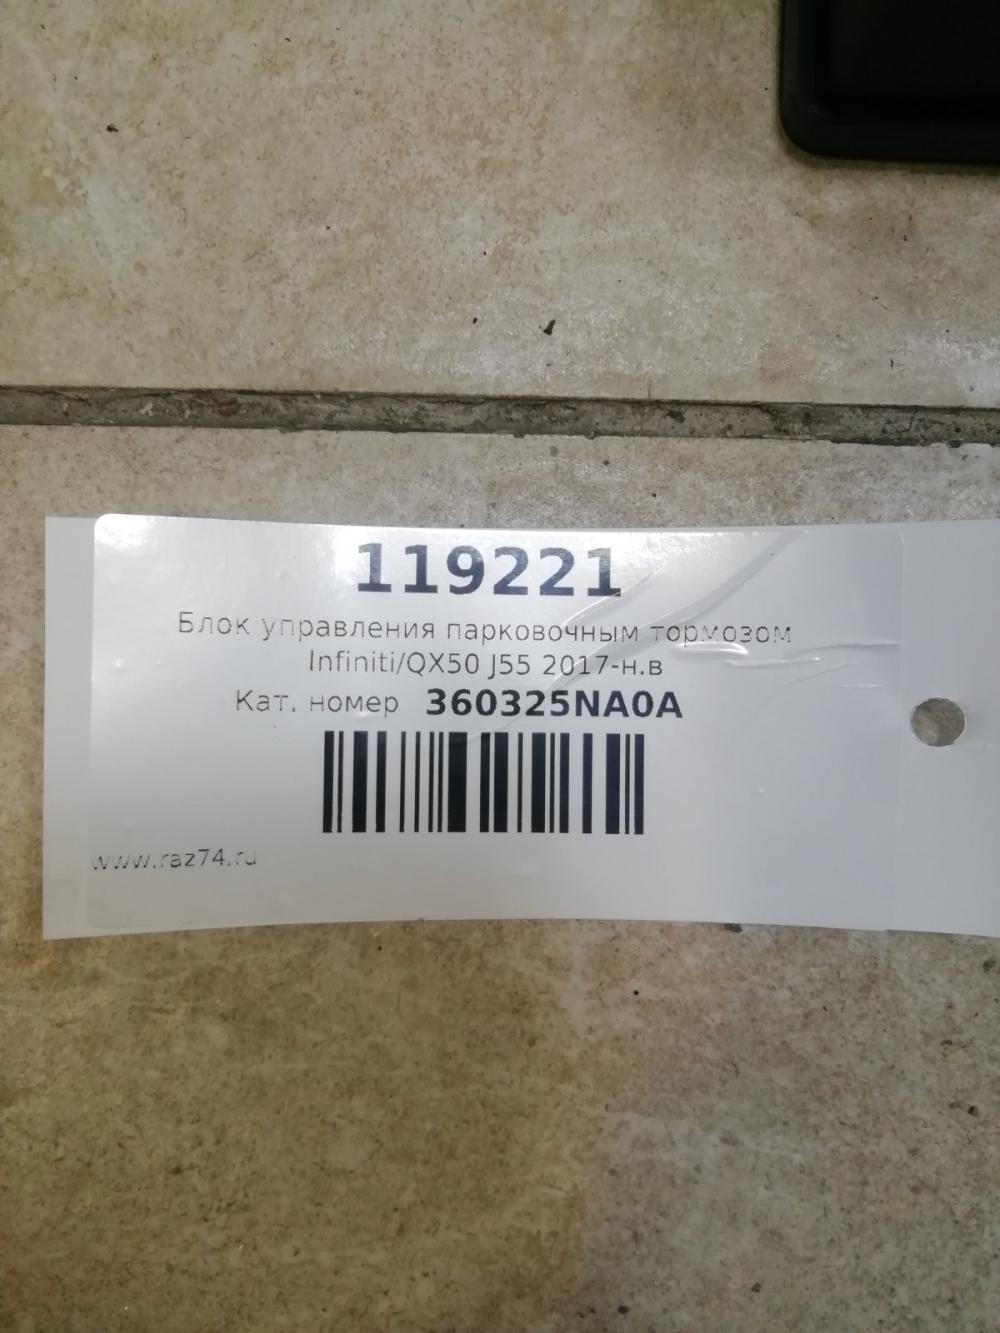 119221
Блок управления парковочным тормозом
Infiniti/QX50 J55 2017-н.в
Кат. номер 360325NA0A
www.raz74.ru